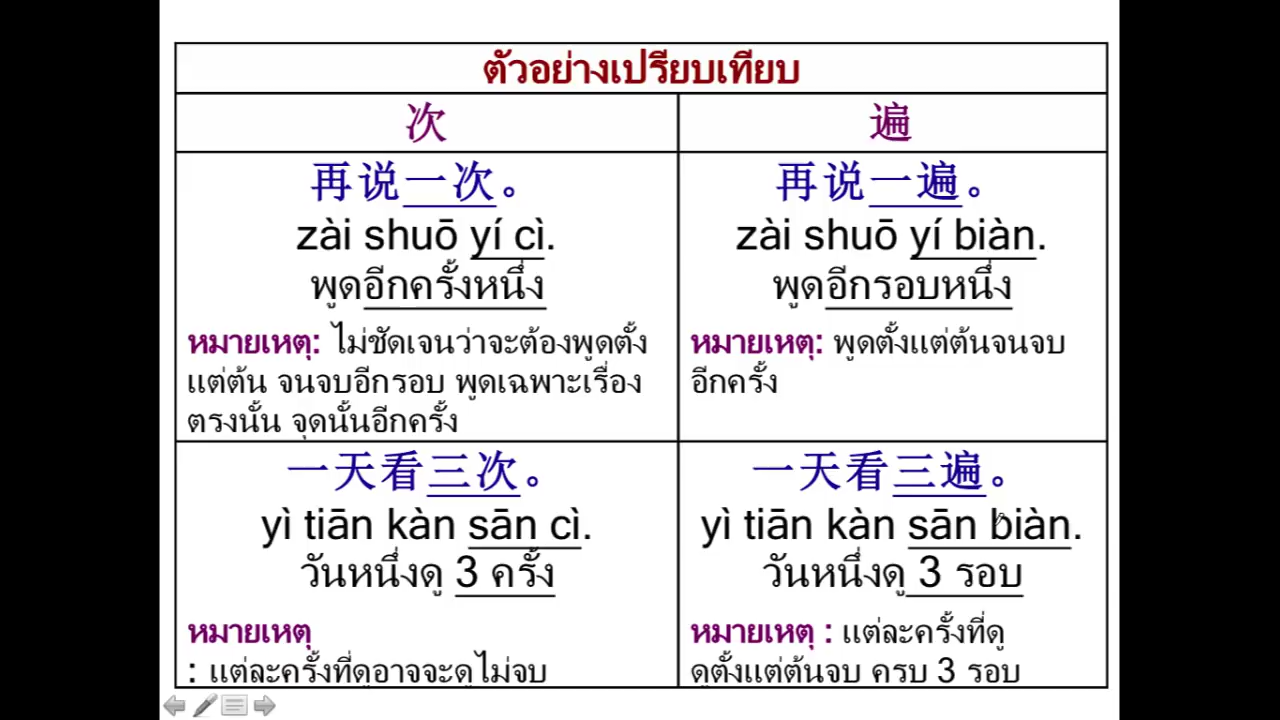 ตัวอย่างเปรียบเทียบ
次
遍
再说一次。
zài shuō yí cì.
พูดอีกครั้งหนึ่ง
หมายเหตุ: ไม่ชัดเจนว่าจะต้องพูดตั้ง
แต่ต้น จนจบอีกรอบ พูดเฉพาะเรื่อง
ตรงนั้น จุดนั้นอีกครั้ง
再说一遍。
zài shuō yí biàn.
พูดอีกรอบหนึ่ง
หมายเหตุ: พูดตั้งแต่ต้นจนจบ
อีกครั้ง
一天看三次。
yì tiān kàn sān cì.
วันหนึ่งดู 3 ครั้ง
หมายเหตุ
: แต่ละครั้งที่ดูอาจจะดูไม่จบ
一天看三遍。
yì tiān kàn sān biàn.
วันหนึ่งดู 3 รอบ
หมายเหตุ : แต่ละครั้งที่ดู
ดูตั้งแต่ต้นจบ ครบ 3 รอบ